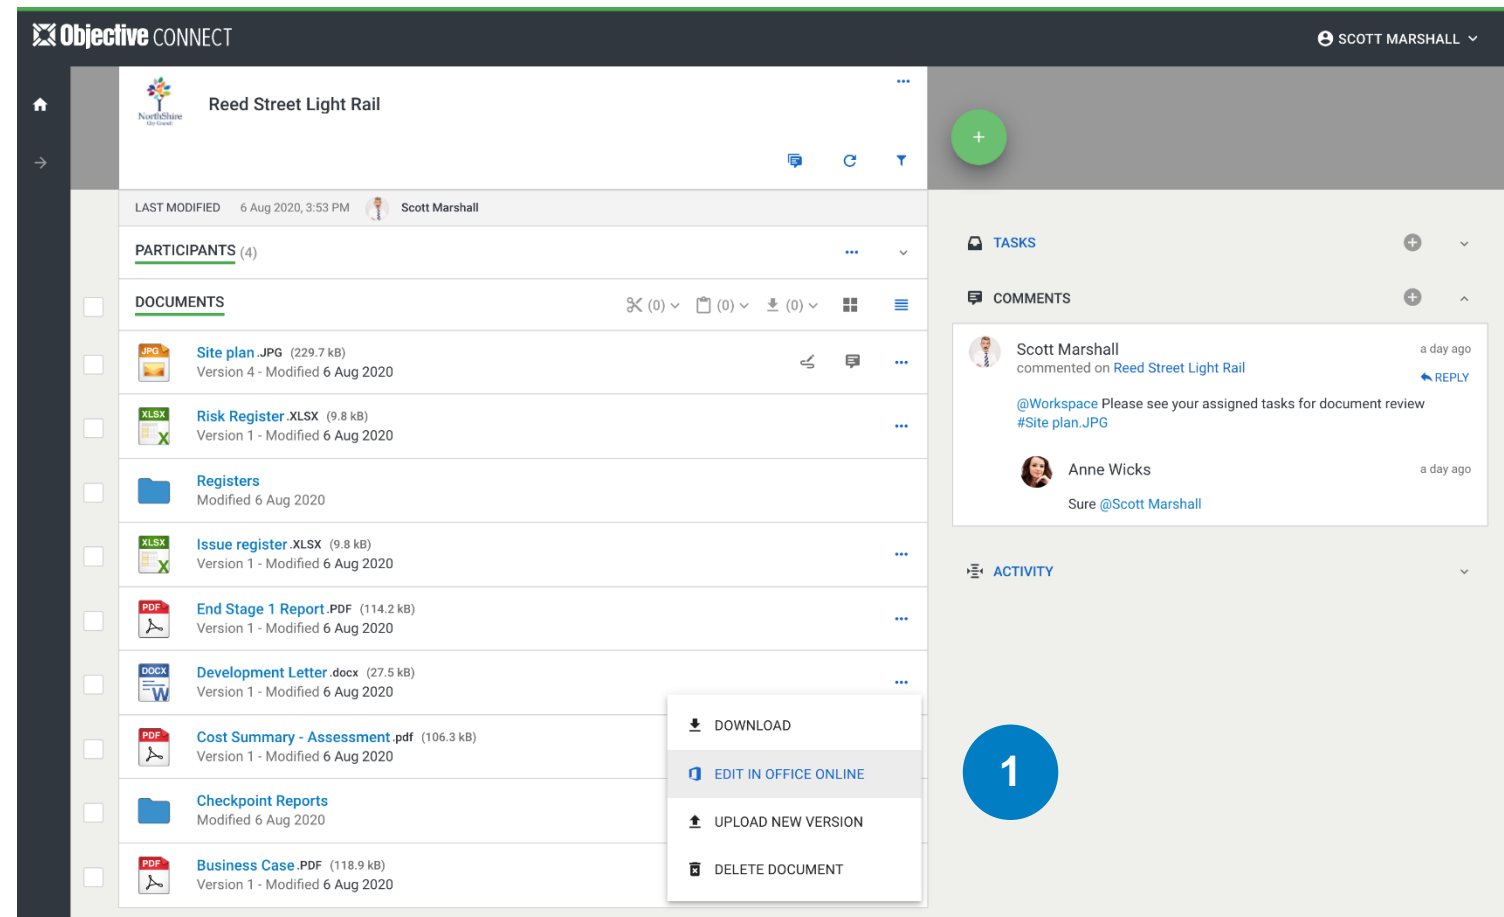 Objective CONNECT
SCOTT MARSHALL
NorthShire
City Council
Reed Street Light Rail
LAST MODIFIED 6 Aug 2020, 3:53 PM Scott Marshall
PARTICIPANTS (4)
DOCUMENTS
(0) (0) (0)
JPG
Site plan.JPG (229.7 kB)
Version 4 - Modified 6 Aug 2020
XLSX
Risk Register.XLSX (9.8 kB)
Version 1 - Modified 6 Aug 2020
Registers
Modified 6 Aug 2020
XLSX
Issue register.XLSX (9.8 kB)
Version 1 - Modified 6 Aug 2020
PDF
End Stage 1 Report.PDF (114.2 kB)
Version 1 - Modified 6 Aug 2020
DOCX
Development Letter.docx (27.5 kB)
Version 1 - Modified 6 Aug 2020
PDF
Cost Summary - Assessment.pdf (106.3 kB)
Version 1 - Modified 6 Aug 2020
Checkpoint Reports
Modified 6 Aug 2020
PDF
Business Case.PDF (118.9 kB)
Version 1 - Modified 6 Aug 2020
DOWNLOAD
EDIT IN OFFICE ONLINE
UPLOAD NEW VERSION
DELETE DOCUMENT
1
TASKS
COMMENTS
Scott Marshall a day ago
commented on Reed Street Light Rail
REPLY
@Workspace Please see your assigned tasks for document review
#Site plan.JPG
Anne Wicks a day ago
Sure @Scott Marshall
ACTIVITY